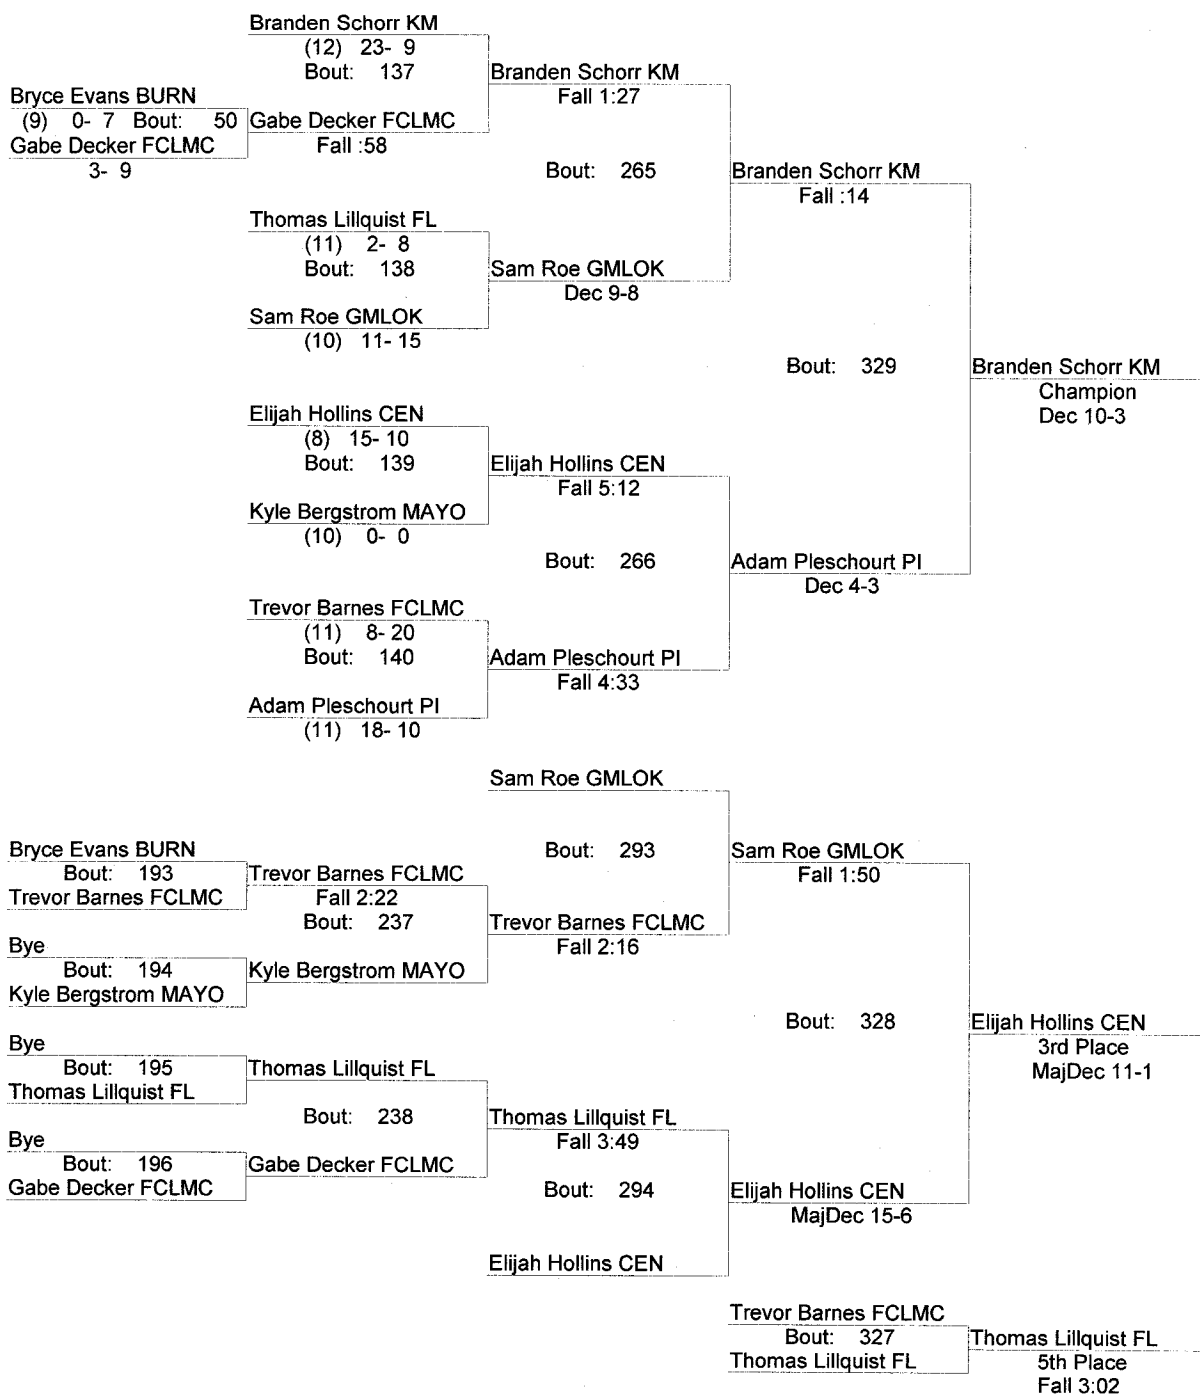 Branden Schorr KM
(12) 23- 9
Bout: 137
Branden Schorr KM
Fall 1:27
Bryce Evans BURN
(9) 0- 7 Bout: 50
Gabe Decker FCLMC
3- 9
Gabe Decker FCLMC
Fall :58
Bout: 265
Branden Schorr KM
Fall :14
Thomas Lillquist FL
(11) 2- 8
Bout: 138
Sam Roe GMLOK
Dec 9-8
Sam Roe GMLOK
(10) 11- 15
Bout: 329
Branden Schorr KM
Champion
Dec 10-3
Elijah Hollins CEN
(8) 15- 10
Bout: 139
Elijah Hollins CEN
Fall 5:12
Kyle Bergstrom MAYO
(10) 0- 0
Bout: 266
Adam Pleschourt PI
Dec 4-3
Trevor Barnes FCLMC
(11) 8- 20
Bout: 140
Adam Pleschourt PI
Fall 4:33
Adam Pleschourt PI
(11) 18- 10
Sam Roe GMLOK
Bout: 293
Sam Roe GMLOK
Fall 1:50
Bryce Evans BURN
Bout: 193
Trevor Barnes FCLMC
Trevor Barnes FCLMC
Fall 2:22
Bout: 237
Trevor Barnes FCLMC
Fall 2:16
Bye
Bout: 194
Kyle Bergstrom MAYO
Kyle Bergstrom MAYO
Bout: 328
Elijah Hollins CEN
3rd Place
MajDec 11-1
Bye
Bout: 195
Thomas Lillquist FL
Thomas Lillquist FL
Bout: 238
Thomas Lillquist FL
Fall 3:49
Bye
Bout: 196
Gabe Decker FCLMC
Gabe Decker FCLMC
Bout: 294
Elijah Hollins CEN
MajDec 15-6
Elijah Hollins CEN
Trevor Barnes FCLMC
Bout: 327
Thomas Lillquist FL
Thomas Lillquist FL
5th Place
Fall 3:02